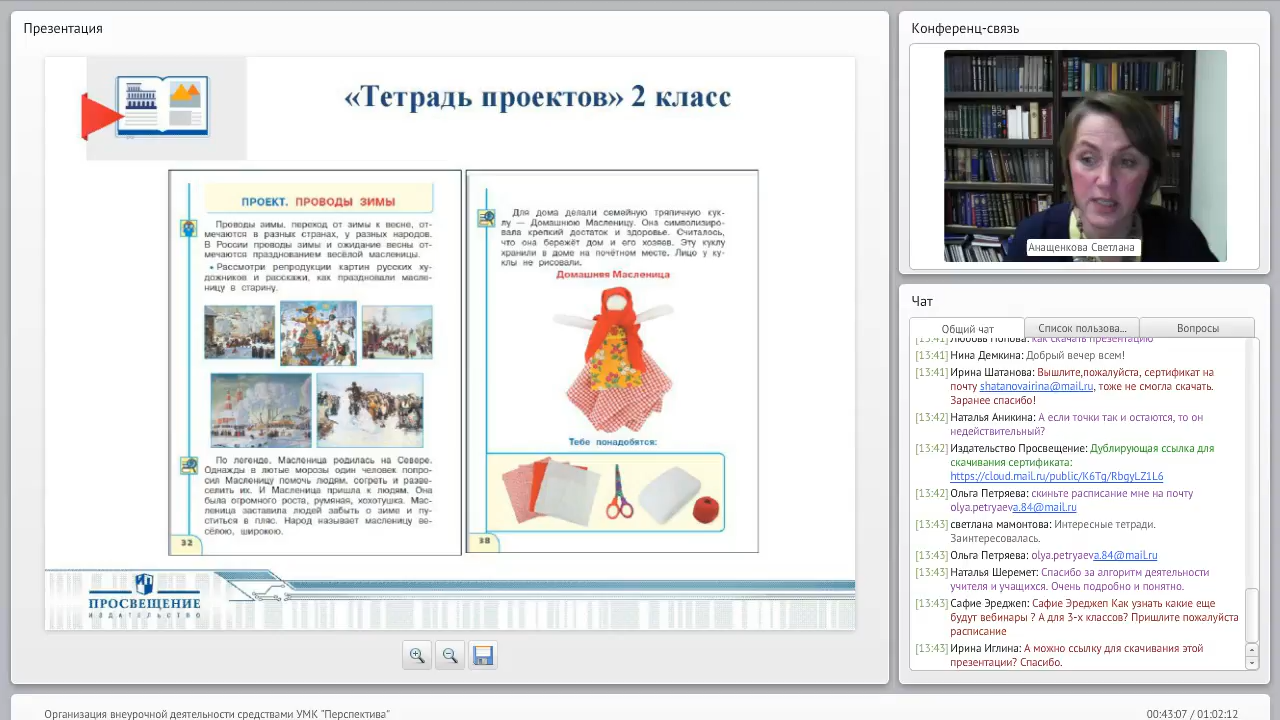 Презентация
«Тетрадь проектов» 2 класс
ПРОЕКТ. ПРОВОДЫ ЗИМЫ
Проводы зимы, переход от зимы к весне, от-
мечаются в разных странах, у разных народов.
В России проводы зимы и ожидание весны от-
мечаются празднованием весёлой масленицы.
• Рассмотри репродукции картин русских ху-
дожников и расскажи, как праздновали масле-
ницу в старину.
По легенде, Масленица родилась на Севере.
Однажды в лютые морозы один человек попро-
сил Масленицу помочь людям, согреть и разве-
селить их. И Масленица пришла к людям. Она
была огромного роста, румяная, хохотушка. Мас-
леница заставила людей забыть о зиме и пу-
ститься в пляс. Народ называет масленицу ве-
сёлою, широкою.
32
Для дома делали семейную тряпичную кук-
лу — Домашнюю Масленицу. Она символизиро-
вала крепкий достаток и здоровье. Считалось,
что она бережёт дом и его хозяев. Эту куклу
хранили в доме на почётном месте. Лицо у ку-
клы не рисовали.
Домашняя Масленица
Тебе понадобятся:
38
ПРОСВЕЩЕНИЕ
ИЗДАТЕЛЬСТВО
Организация внеурочной деятельности средствами УМК "Перспектива"
00:43:07 / 01:02:12
Конференц-связь
Анащенкова Светлана
Чат
Общий чат
Список пользова...
Вопросы
[13:41] Любовь Попова: как скачать презентацию
[13:41] Нина Демкина: Добрый вечер всем!
[13:41] Ирина Шатанова: Вышлите,пожалуйста, сертификат на
почту shatanovairina@mail.ru, тоже не смогла скачать.
Заранее спасибо!
[13:42] Наталья Аникина: А если точки так и остаются, то он
недействительный?
[13:42] Издательство Просвещение: Дублирующая ссылка для
скачивания сертификата:
https://cloud.mail.ru/public/K6Tg/RbgyLZ1L6
[13:42] Ольга Петряева: скиньте расписание мне на почту
olya.petryaeva.84@mail.ru
[13:43] светлана мамонтова: Интересные тетради.
Заинтересовалась.
[13:43] Ольга Петряева: olya.petryaeva.84@mail.ru
[13:43] Наталья Шеремет: Спасибо за алгоритм деятельности
учителя и учащихся. Очень подробно и понятно.
[13:43] Сафие Эреджеп: Сафие Эреджеп Как узнать какие еще
будут вебинары ? А для 3-х классов? Пришлите пожалуйста
расписание
[13:43] Ирина Иглина: А можно ссылку для скачивания этой
презентации? Спасибо.